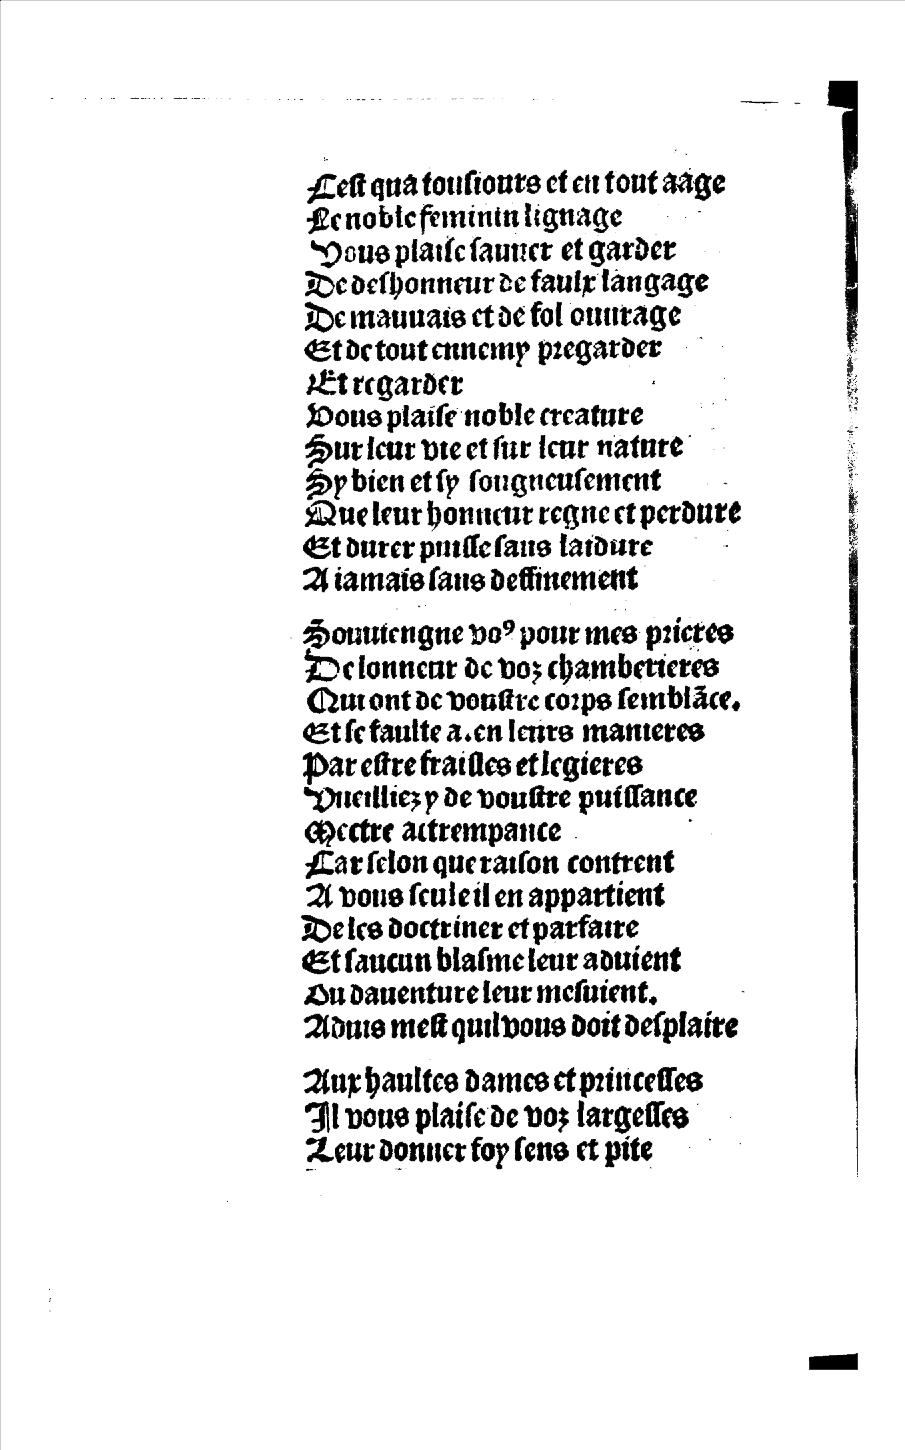 Cest qua tousiours et en tout aage
Le noble feminin lignage
Vous plaise sauuer et garder
De deshonneur de faulx langage
De mauuais et de fol ouurage
Et de tout ennemy pregarder
Et regarder
Vous plaise noble creature
Sur leur vie et sur leur nature
Sy bien et sy songneusement
Que leur honneur regne et perdure
Et durer puisse sans laidure
A iamais sans deffinement

Souuiengne vo⁹ pour mes prieres
De lonneur de voz chamberieres
Qui ont de voustre corps semblãce.
Et se faulte a.en leurs manieres
Par estre frailles et legieres
Vueilliez y de voustre puissance
Mectre actrempance
Car selon que raison contient
A vous seule il en appartient
De les doctriner et parfaire
Et saucun blasme leur aduient
Ou dauenture leur mesuient.
Aduis mest quil vous doit desplaire

Aux haultes dames et princesses
Il vous plaise de voz largesses
Leur donner foy sens et pite